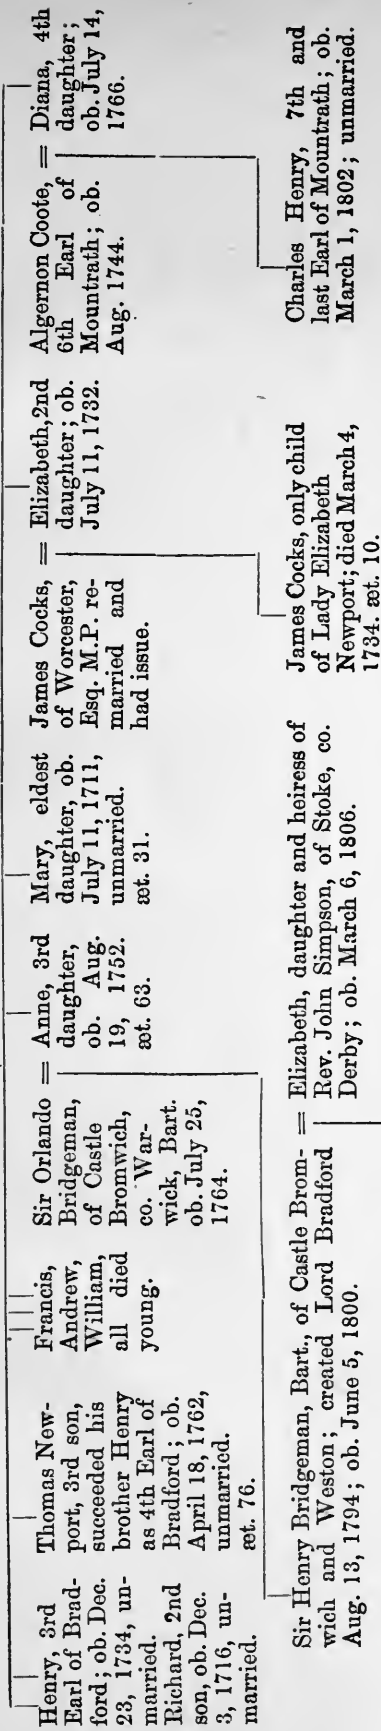 Henry, 3rd
Earl of Brad-
ford; ob. Dec.
23, 1734, un-
married.
Richard, 2nd
son, ob. Dec.
3, 1716, un-
married.
Thomas New-
port, 3rd son,
succeeded his
brother Henry
as 4th Earl of
Bradford; ob.
April 18, 1762,
unmarried.
æt. 76.
Francis,
Andrew,
William,
all died
young.
Sir Orlando
Bridgeman,
of Castle
Bromwich,
co. War-
wick, Bart.
ob. July 25,
1764.
=
Anne, 3rd
daughter,
ob. Aug.
19, 1752.
æt. 63.
Mary, eldest
daughter, ob.
July 11, 1711,
unmarried.
æt. 31.
James Cocks,
of Worcester,
Esq. M.P. re-
married and
had issue.
=
Elizabeth, 2nd
daughter; ob.
July 11, 1732.
Algernon Coote,
6th Earl of
Mountrath; ob.
Aug. 1744.
=
Diana, 4th
daughter;
ob. July 14,
1766.
Sir Henry Bridgeman, Bart., of Castle Brom-
wich and Weston; created Lord Bradford
Aug. 13, 1794; ob. June 5, 1800.
=
Elizabeth, daughter and heiress of
Rev. John Simpson, of Stoke, co.
Derby; ob. March 6, 1806.
James Cocks, only child
of Lady Elizabeth
Newport; died March 4,
1734. æt. 10.
Charles Henry, 7th and
last Earl of Mountrath; ob.
March 1, 1802; unmarried.